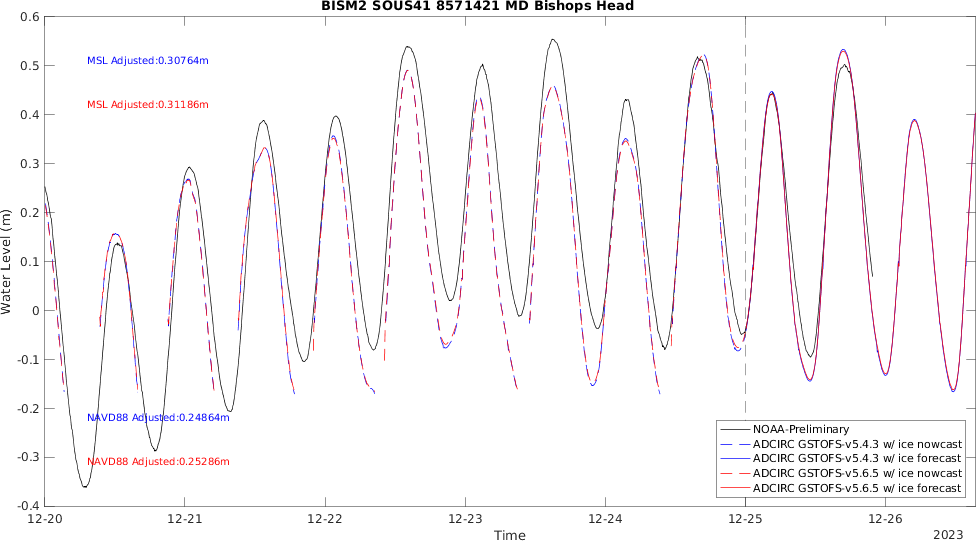 BISM2 SOUS41 8571421 MD Bishops Head
0.6
0.5
0.4
0.3
0.2
0.1
0
-0.1
-0.2
-0.3
-0.4
Water Level (m)
MSL Adjusted:0.30764m
MSL Adjusted:0.31186m
NAVD88 Adjusted:0.24864m
NAVD88 Adjusted:0.25286m
NOAA-Preliminary
ADCIRC GSTOFS-v5.4.3 w/ ice nowcast
ADCIRC GSTOFS-v5.4.3 w/ ice forecast
ADCIRC GSTOFS-v5.6.5 w/ ice nowcast
ADCIRC GSTOFS-v5.6.5 w/ ice forecast
12-20 12-21 12-22 12-23 12-24 12-25 12-26
Time
2023